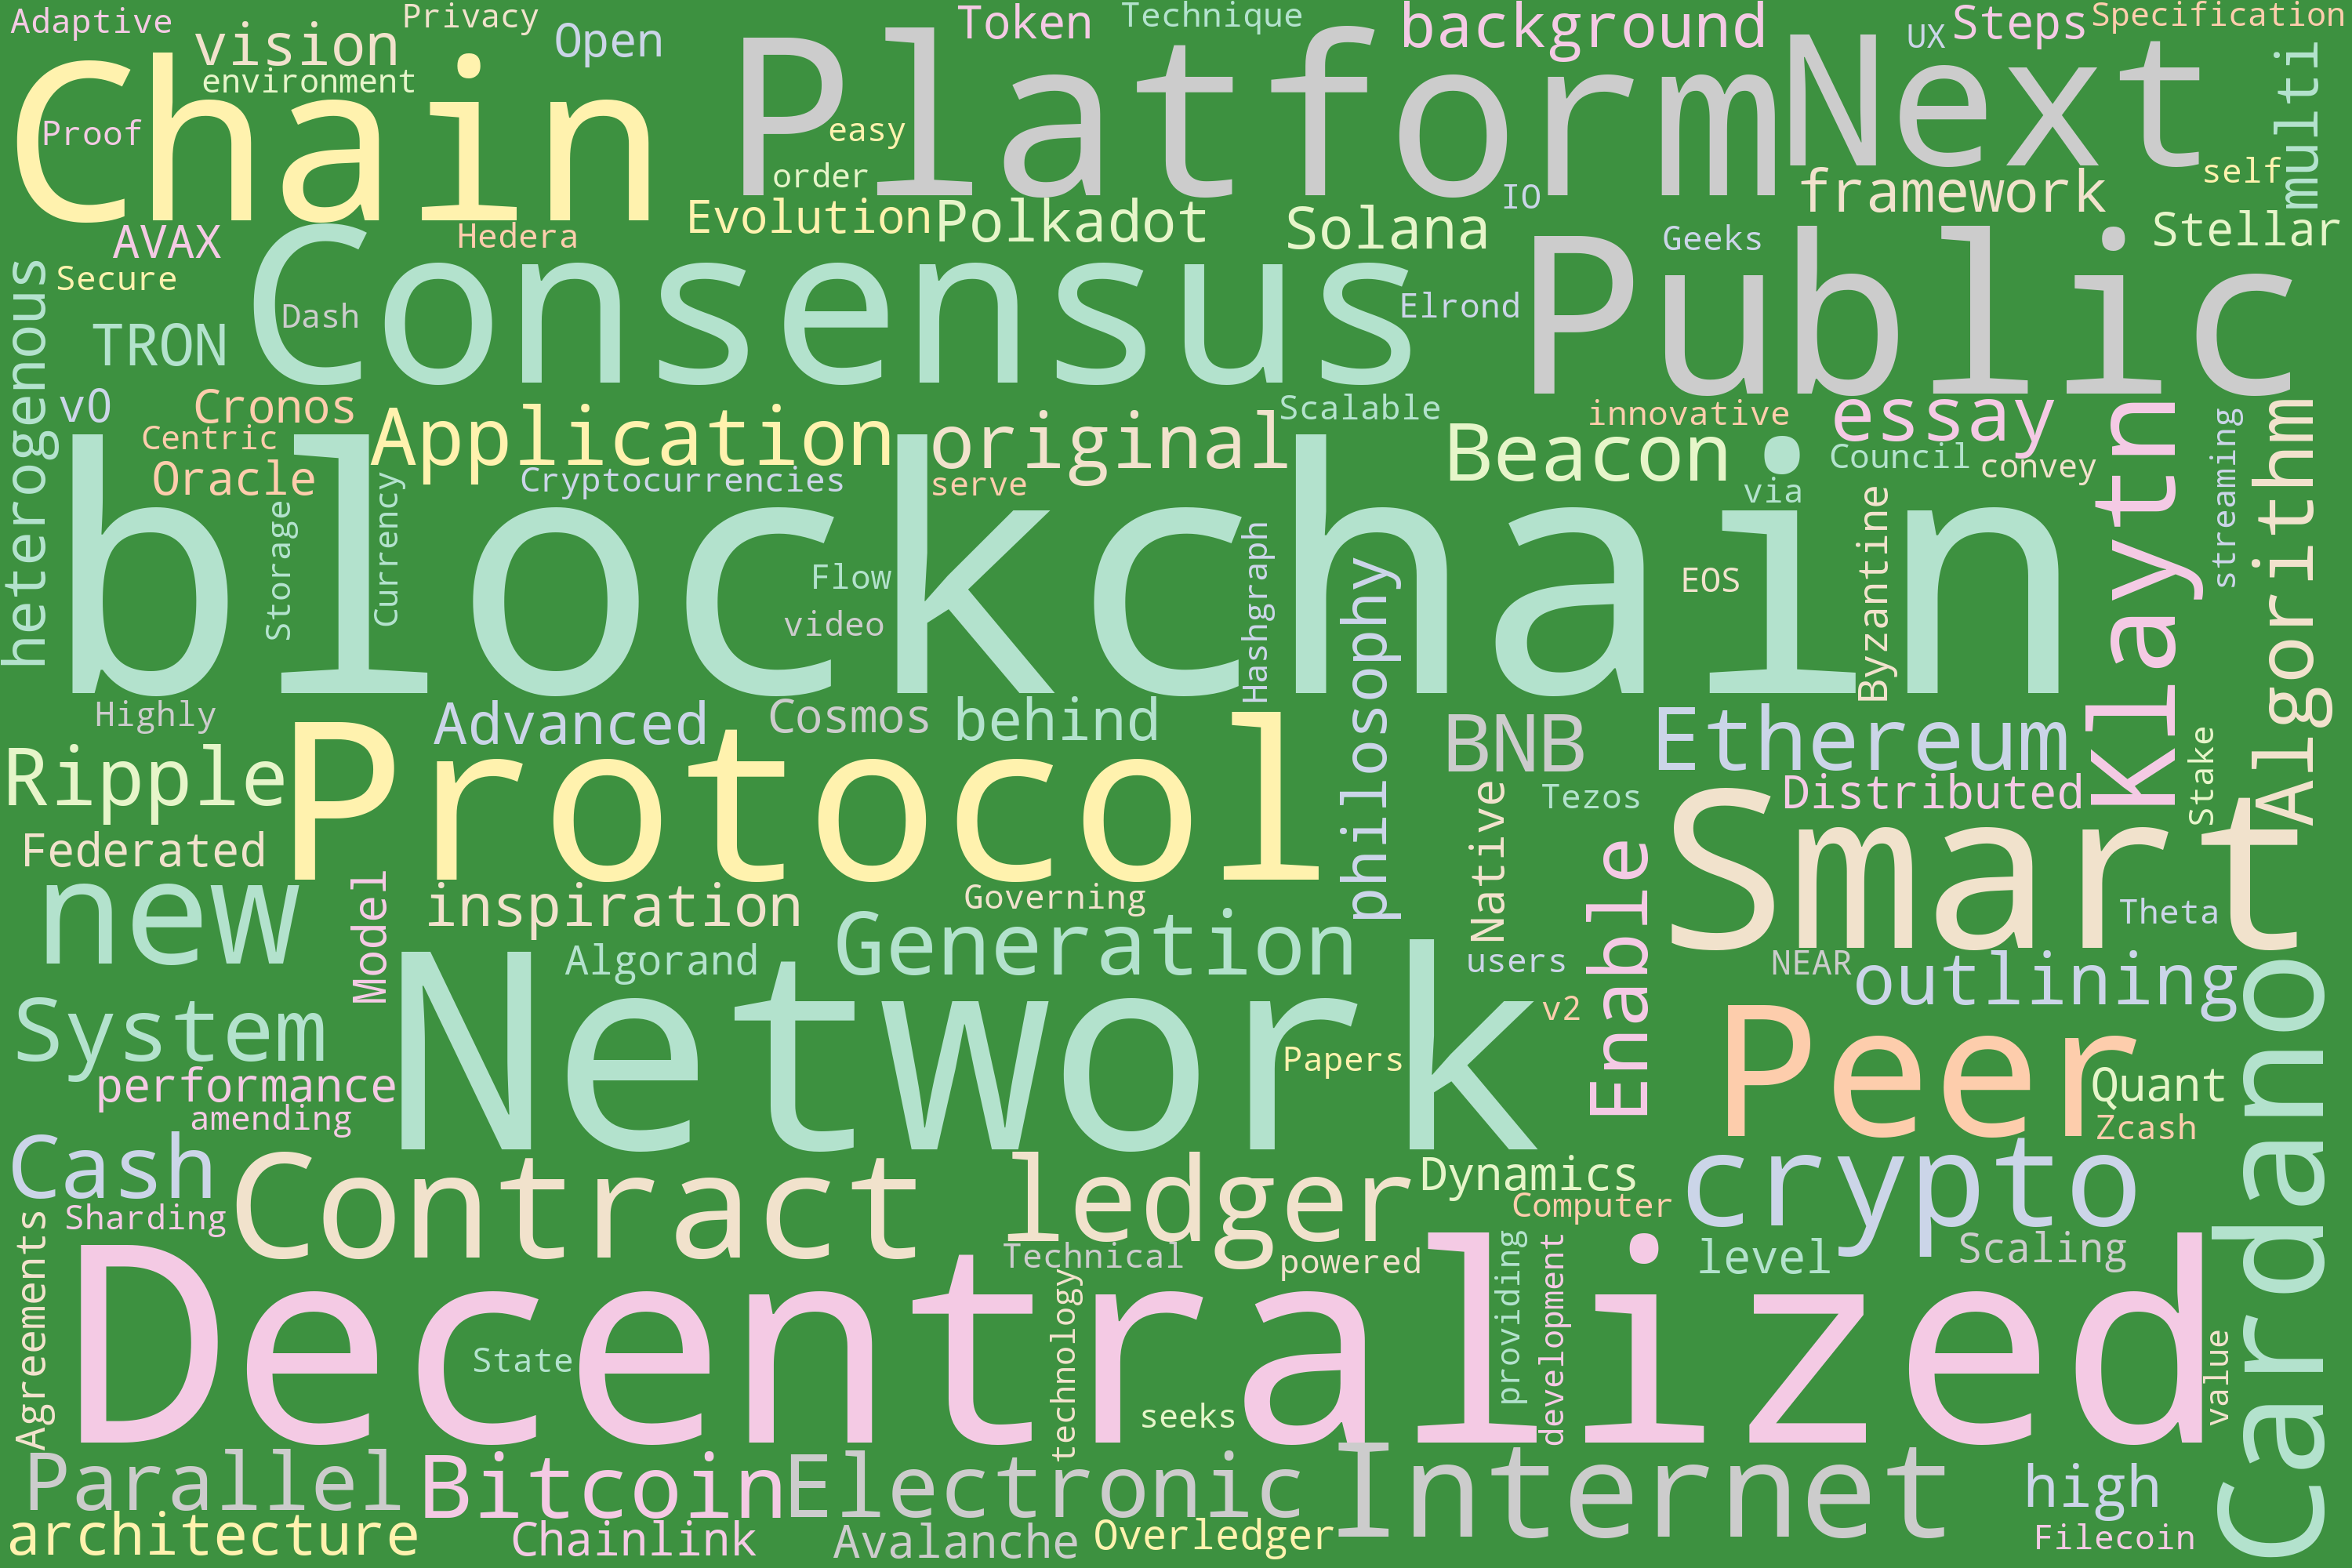 Adaptive
Privacy
vision
Open
Token
Technique
background
UX
Steps
Specification
Chain
environment
Platform
Next
multi
Proof
easy
order
IO
framework
self
AVAX
Hedera
Evolution
Polkadot
Solana
Geeks
Stellar
Secure
Consensus
Public
heterogenous
TRON
Dash
Elrond
v0
Cronos
Application
original
Scalable
innovative
essay
Centric
Oracle
Cryptocurrencies
serve
Beacon
via
Council
convey
streaming
Klaytn
Algorithm
blockchain
Storage
Currency
Flow
video
Hashgraph
philosophy
EOS
Byzantine
Highly
Advanced
Cosmos
behind
BNB
Ethereum
Ripple
Protocol
Tezos
Distributed
Stake
Federated
Native
Smart
new
Model
inspiration
Governing
Enable
Theta
Algorand
Generation
users
NEAR
outlining
System
Network
v2
Papers
Peer
performance
Quant
amending
Zcash
Cardano
Cash
Contract
ledger
Dynamics
Computer
crypto
Sharding
Technical
powered
level
Scaling
Agreements
Decentralized
State
technology
seeks
providing
development
value
Parallel
Bitcoin
Electronic
Internet
high
architecture
Chainlink
Avalanche
Overledger
Filecoin